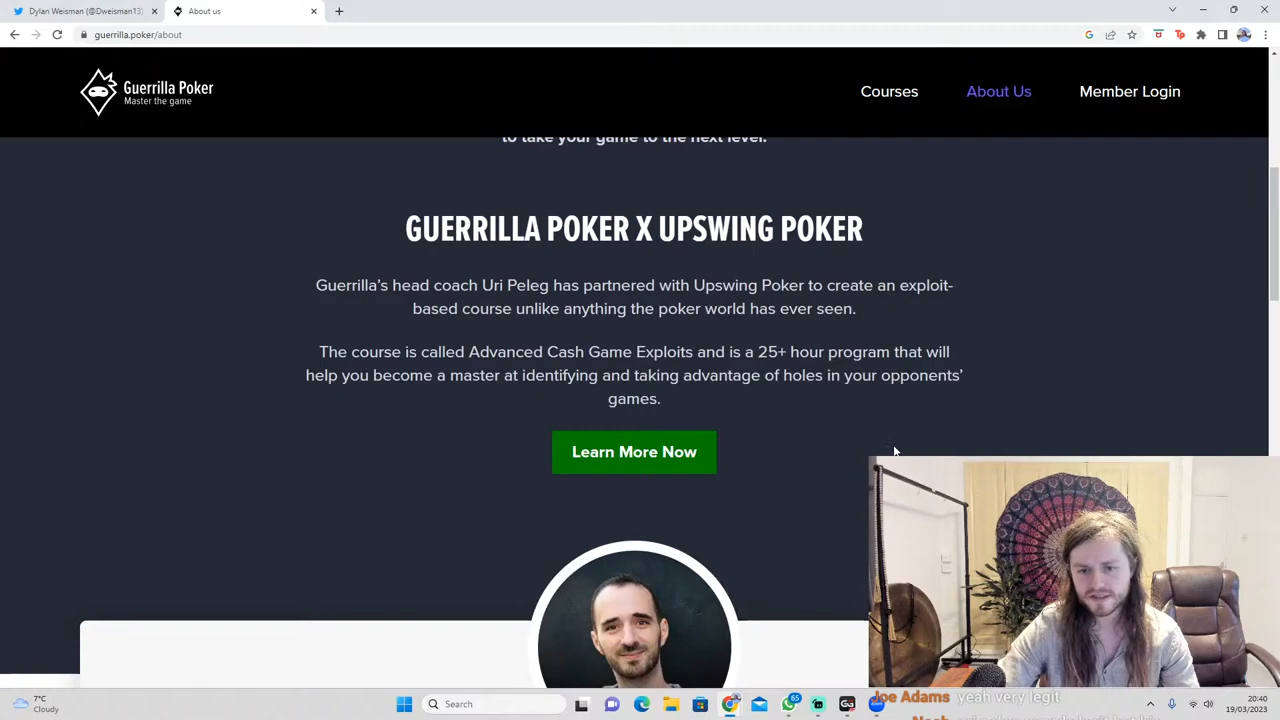 Dylan Weisman (@Dweisman13)
About us
guerrilla.poker/about
Guerrilla Poker
Master the game
Courses
About Us
Member Login
to take your game to the next level.
GUERRILLA POKER X UPSWING POKER
Guerrilla's head coach Uri Peleg has partnered with Upswing Poker to create an exploit-
based course unlike anything the poker world has ever seen.
The course is called Advanced Cash Game Exploits and is a 25+ hour program that will
help you become a master at identifying and taking advantage of holes in your opponents'
games.
Learn More Now
Joe Adams yeah very legit
7°C
Cloudy
Search
65
20:40
19/03/2023